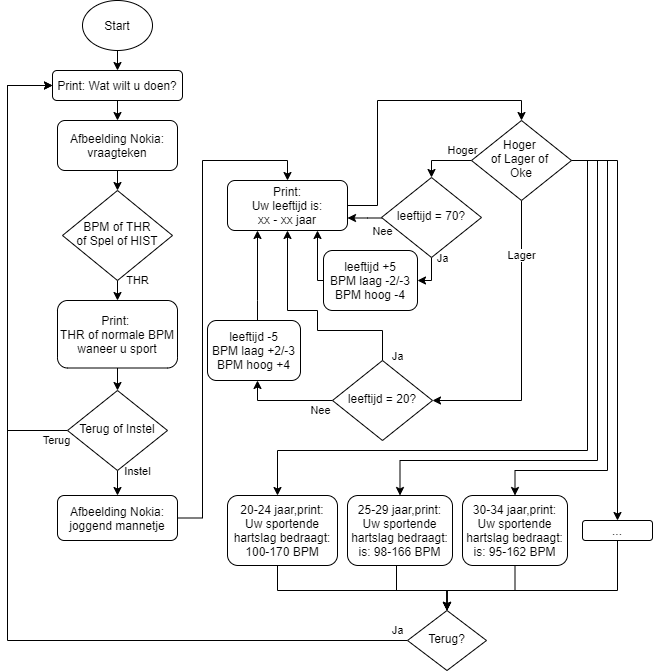 Start
Print: Wat wilt u doen?
Afbeelding Nokia:
vraagteken
BPM of THR
of Spel of HIST
THR
Print:
THR of normale BPM
waneer u sport
Terug of Instel
Terug
Instel
Afbeelding Nokia:
joggend mannetje
Print:
Uw leeftijd is:
xx - xx jaar
Hoger
of Lager of
Oke
Hoger
leeftijd = 70?
Nee
Ja
leeftijd +5
BPM laag -2/-3
BPM hoog -4
Lager
leeftijd -5
BPM laag +2/-3
BPM hoog +4
Ja
leeftijd = 20?
Nee
20-24 jaar,print:
Uw sportende
hartslag bedraagt:
100-170 BPM
25-29 jaar,print:
Uw sportende
hartslag bedraagt:
is: 98-166 BPM
30-34 jaar,print:
Uw sportende
hartslag bedraagt:
is: 95-162 BPM
...
Ja
Terug?